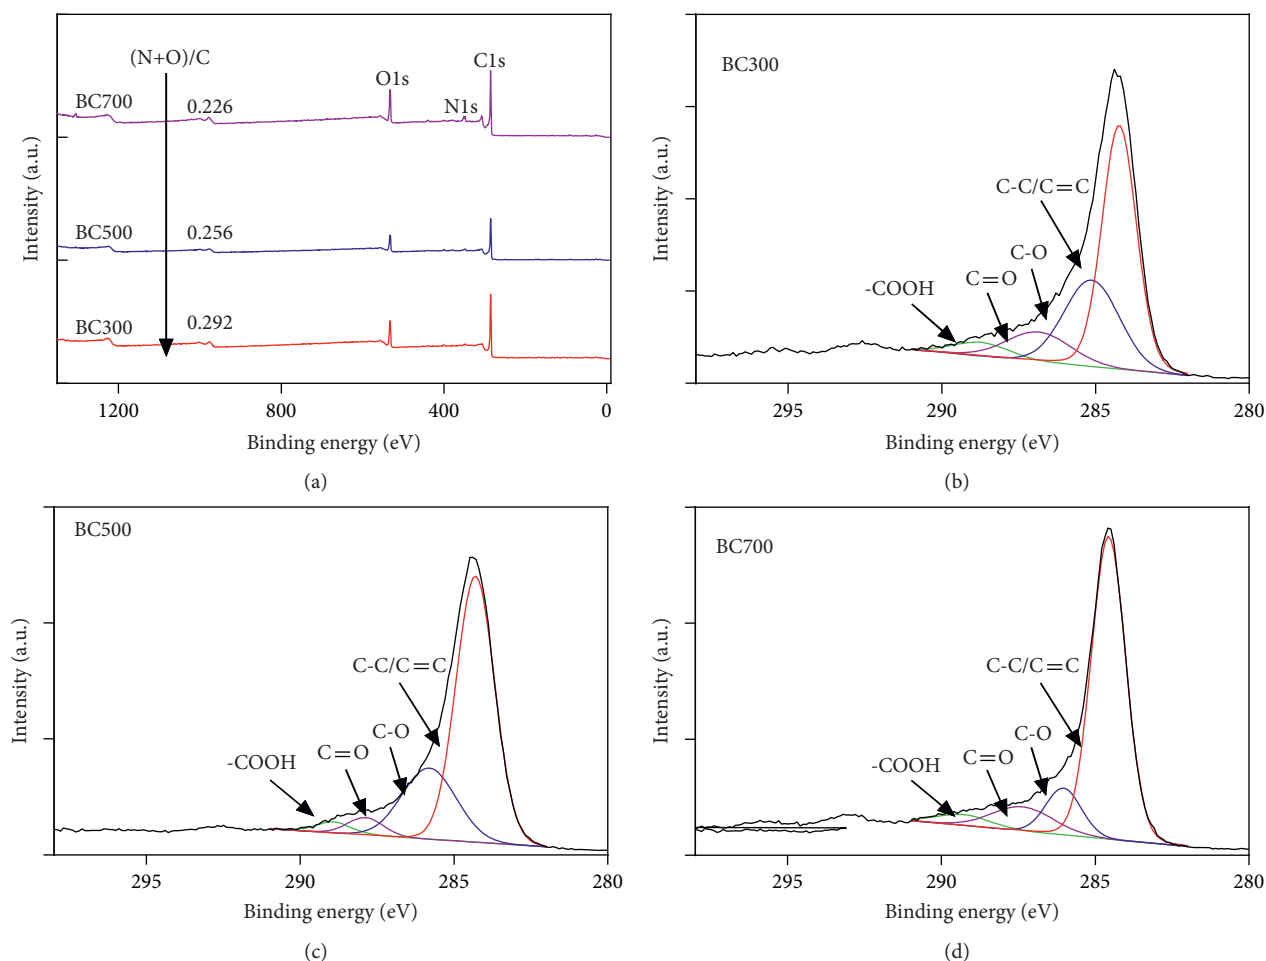 (N+O)/C
BC700
0.226
O1s
N1s
C1s
BC500
0.256
BC300
0.292
Intensity (a.u.)
1200
800
400
0
Binding energy (eV)
(a)
BC300
C-C/C=C
C-O
C=O
-COOH
Intensity (a.u.)
295
290
285
280
Binding energy (eV)
(b)
BC500
C-C/C=C
C-O
C=O
-COOH
Intensity (a.u.)
295
290
285
280
Binding energy (eV)
(c)
BC700
C-C/C=C
C-O
C=O
-COOH
Intensity (a.u.)
295
290
285
280
Binding energy (eV)
(d)